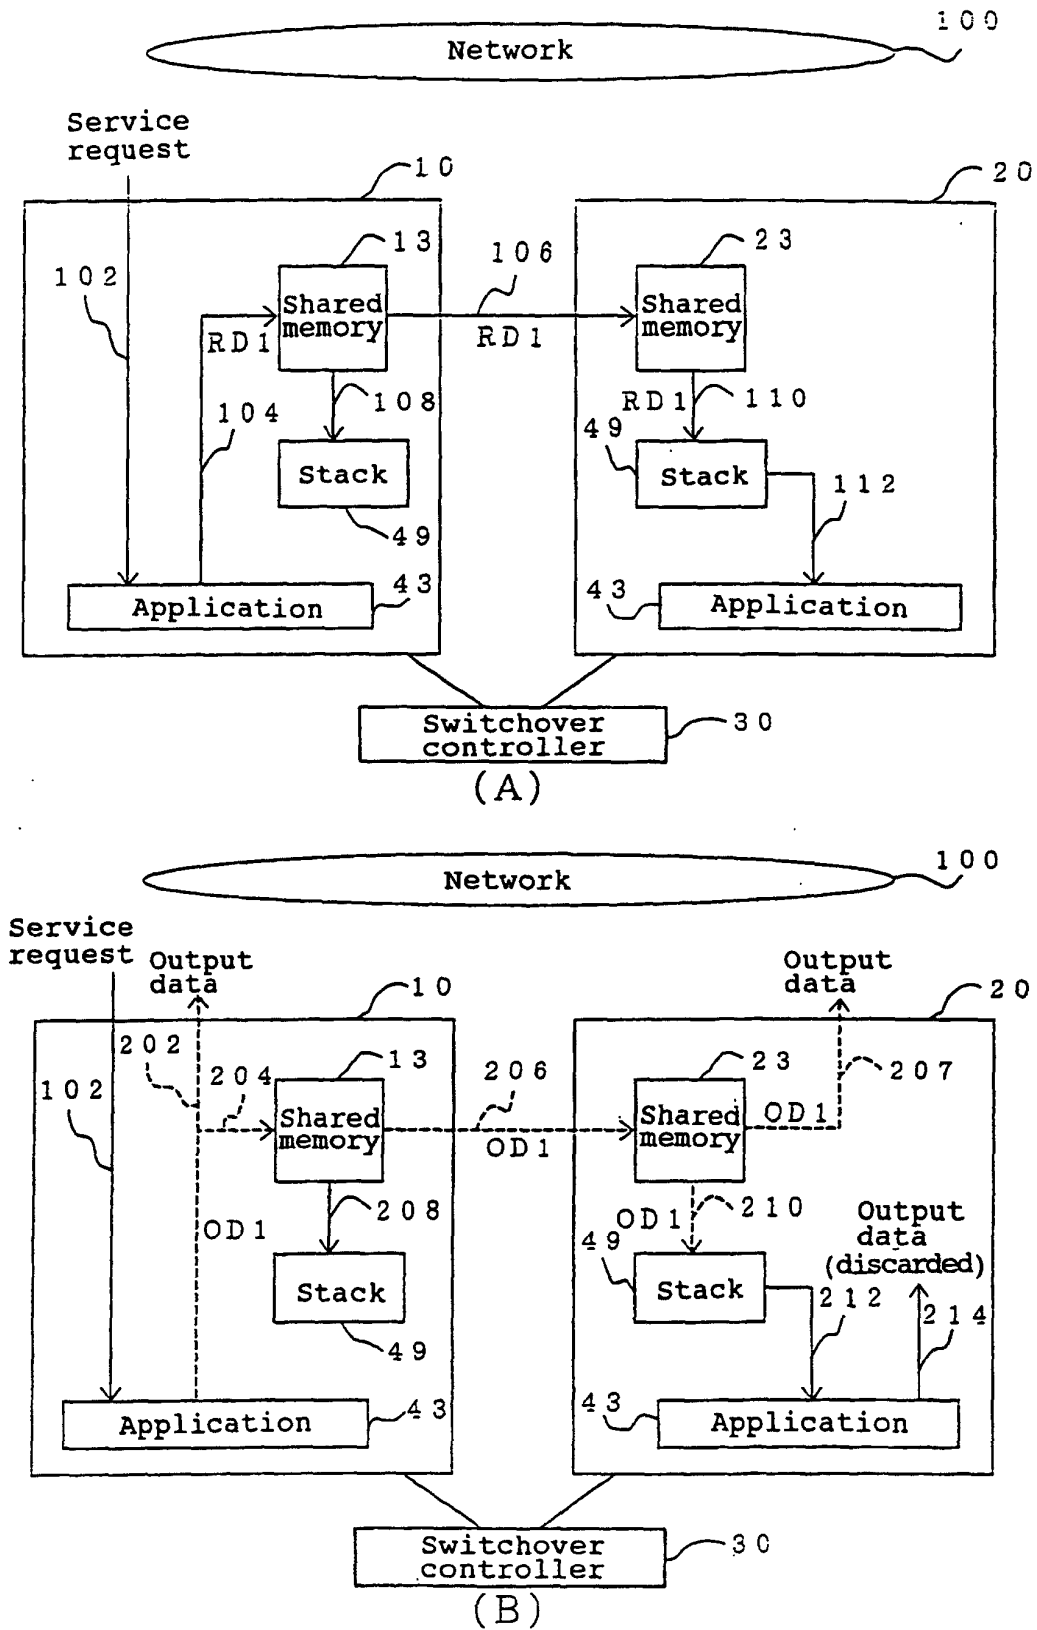 100
Network
Service
request
10
20
13
23
106
102
Shared
memory
Shared
memory
RD1
RD1
108
RD1
110
104
49
Stack
Stack
112
49
43
43
Application
Application
Switchover
controller
30
(A)
100
Network
Service
request
Output
data
Output
data
10
20
202
204
13
206
23
207
102
Shared
memory
Shared
memory
OD1
OD1
208
OD1
210
Output
data
(discarded)
OD1
49
Stack
Stack
212
214
49
43
43
Application
Application
Switchover
controller
30
(B)